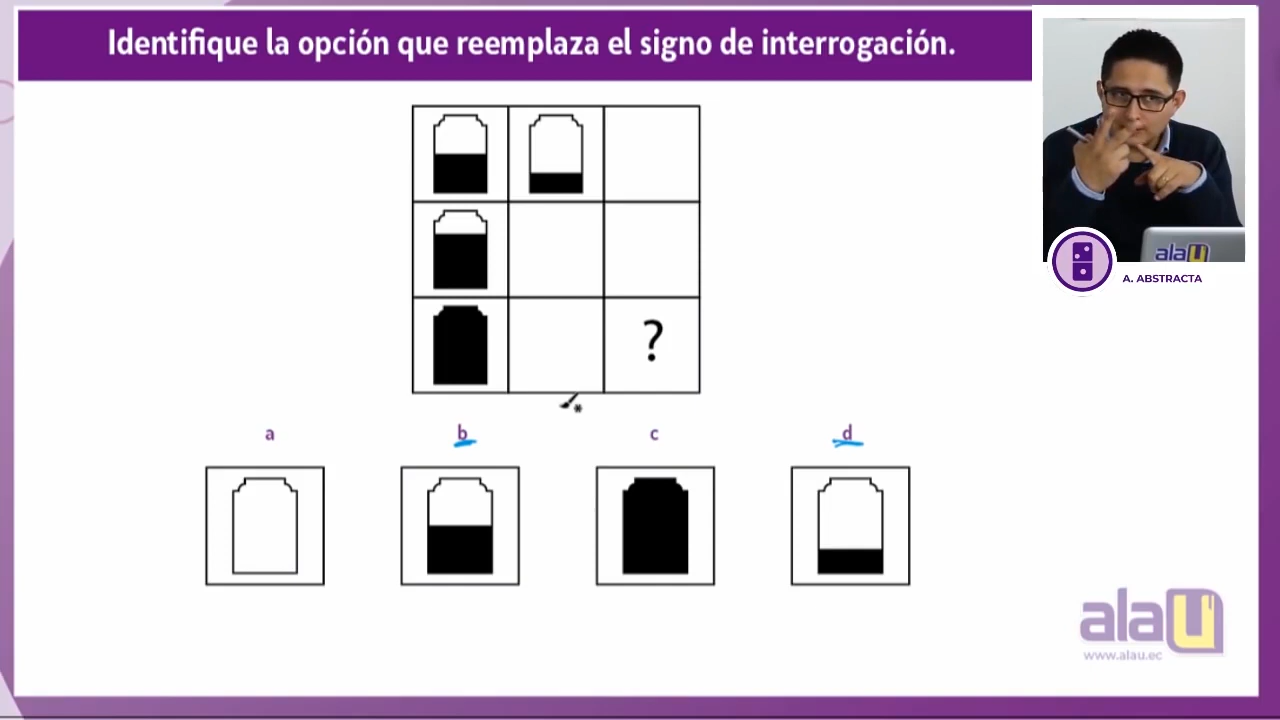 Identifique la opción que reemplaza el signo de interrogación.
alaU
A. ABSTRACTA
?
a
b
c
d
alaU
www.alau.ec